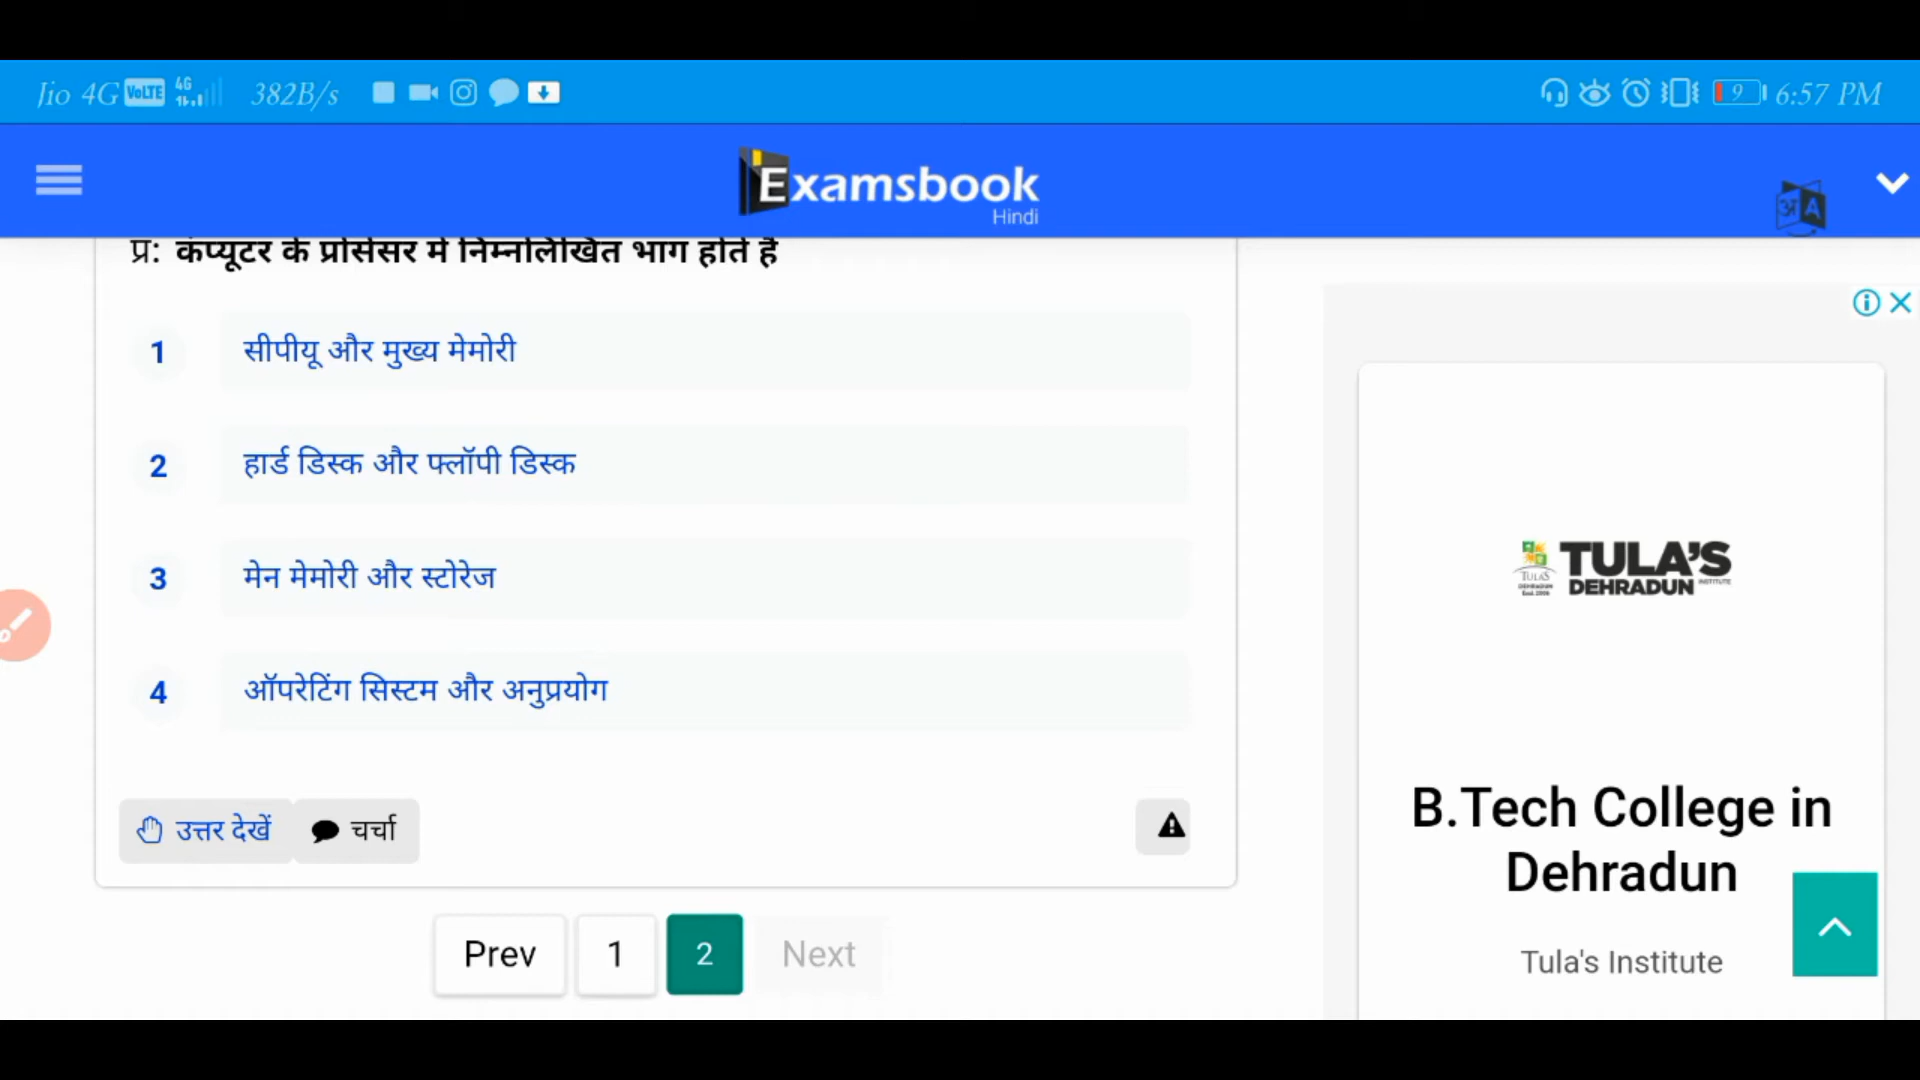 Jio 4G VoLTE 4G 382B/s 9 6:57 PM
Examsbook
Hindi
अ A
प्र: कंप्यूटर के प्रोसेसर में निम्नलिखित भाग होते हैं
1 सीपीयू और मुख्य मेमोरी
2 हार्ड डिस्क और फ्लॉपी डिस्क
3 मेन मेमोरी और स्टोरेज
4 ऑपरेटिंग सिस्टम और अनुप्रयोग
उत्तर देखें चर्चा
Prev 1 2 Next
TULA'S
DEHRADUN INSTITUTE
B.Tech College in
Dehradun
Tula's Institute